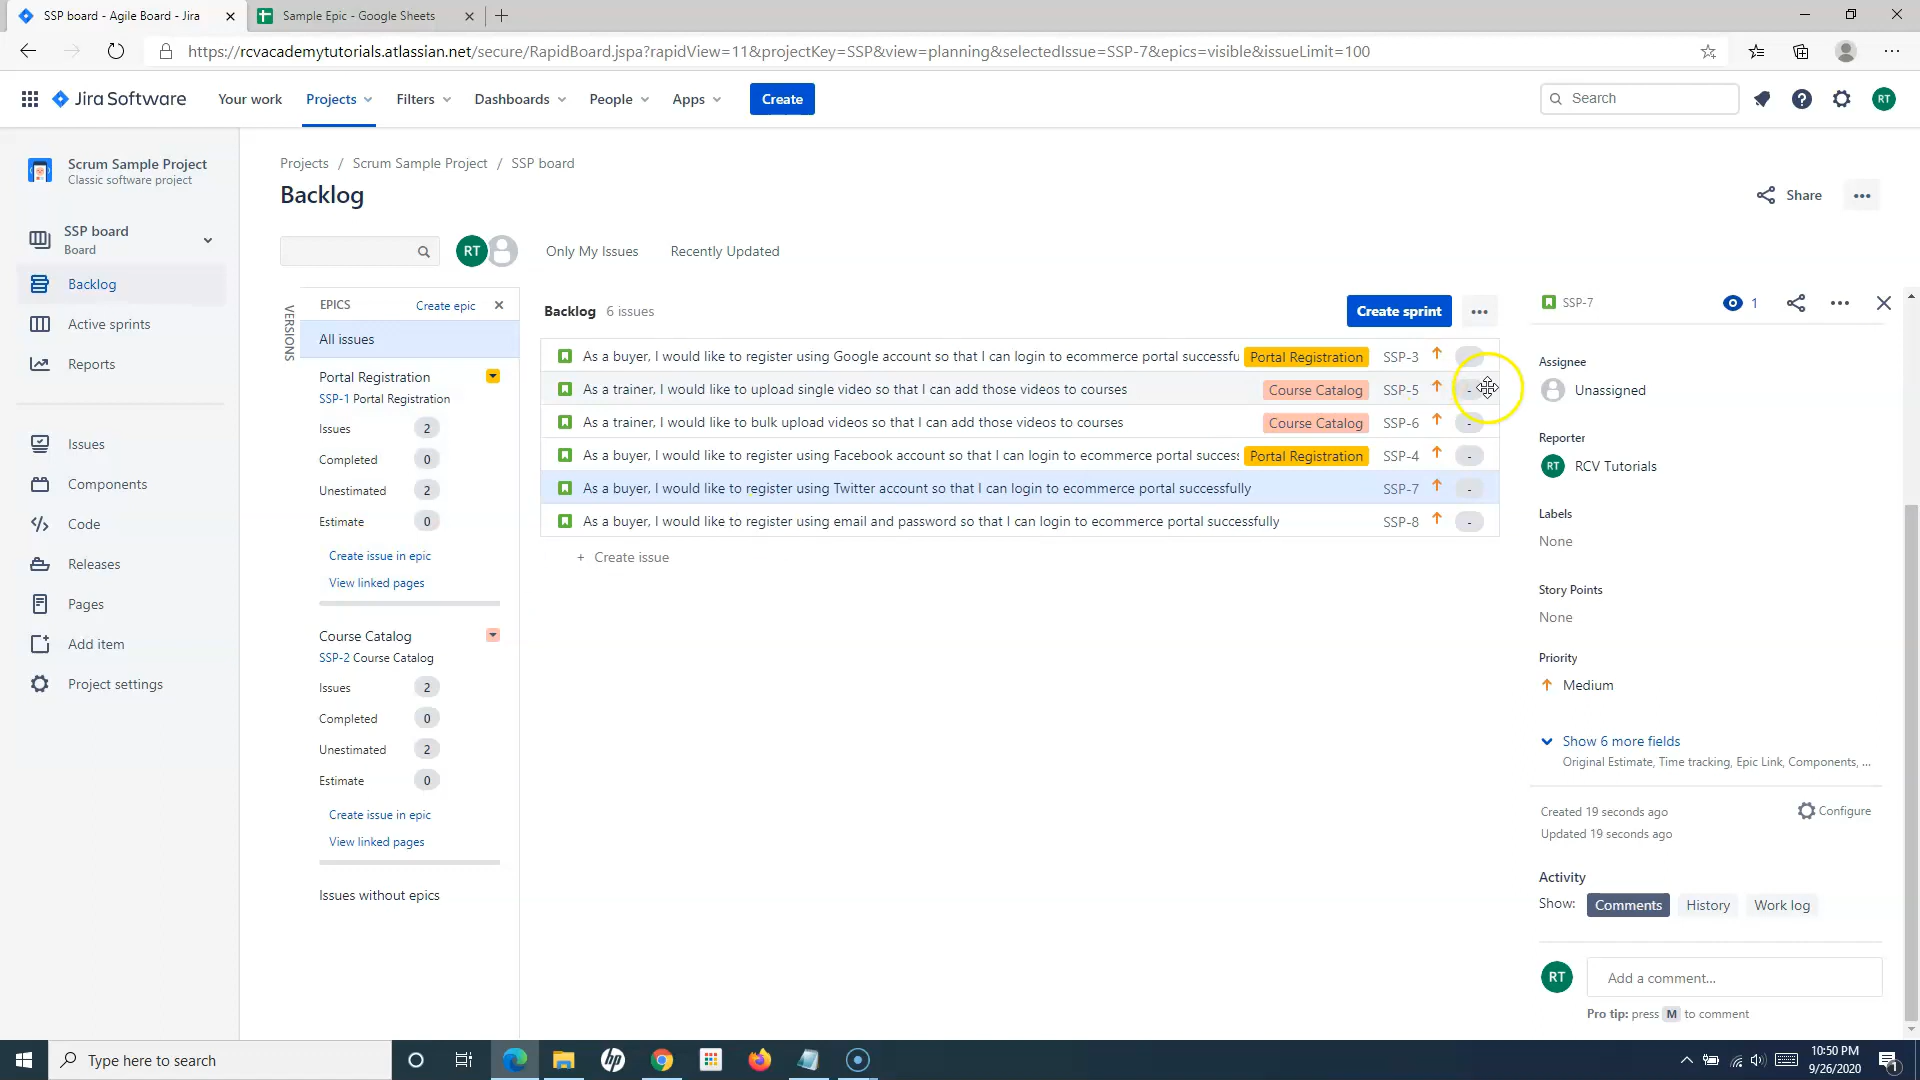 SSP board - Agile Board - Jira
Sample Epic - Google Sheets
https://rcvacademytutorials.atlassian.net/secure/RapidBoard.jspa?rapidView=11&projectKey=SSP&view=planning&selectedIssue=SSP-7&epics=visible&issueLimit=100
Jira Software
Your work
Projects
Filters
Dashboards
People
Apps
Create
Search
RT
Scrum Sample Project
Classic software project
SSP board
Board
Backlog
Active sprints
Reports
Issues
Components
Code
Releases
Pages
Add item
Project settings
Projects / Scrum Sample Project / SSP board
Backlog
Share
RT
Only My Issues
Recently Updated
VERSIONS
EPICS
Create epic
All issues
Portal Registration
SSP-1 Portal Registration
Issues 2
Completed 0
Unestimated 2
Estimate 0
Create issue in epic
View linked pages
Course Catalog
SSP-2 Course Catalog
Issues 2
Completed 0
Unestimated 2
Estimate 0
Create issue in epic
View linked pages
Issues without epics
Backlog 6 issues
Create sprint
As a buyer, I would like to register using Google account so that I can login to ecommerce portal successfu Portal Registration SSP-3
As a trainer, I would like to upload single video so that I can add those videos to courses Course Catalog SSP-5 -
As a trainer, I would like to bulk upload videos so that I can add those videos to courses Course Catalog SSP-6 -
As a buyer, I would like to register using Facebook account so that I can login to ecommerce portal succes Portal Registration SSP-4 -
As a buyer, I would like to register using Twitter account so that I can login to ecommerce portal successfully SSP-7 -
As a buyer, I would like to register using email and password so that I can login to ecommerce portal successfully SSP-8 -
+ Create issue
SSP-7
1
Assignee
Unassigned
Reporter
RT RCV Tutorials
Labels
None
Story Points
None
Priority
Medium
Show 6 more fields
Original Estimate, Time tracking, Epic Link, Components, ...
Created 19 seconds ago
Configure
Updated 19 seconds ago
Activity
Show: Comments History Work log
RT Add a comment...
Pro tip: press M to comment
Type here to search
hp
10:50 PM
9/26/2020
1